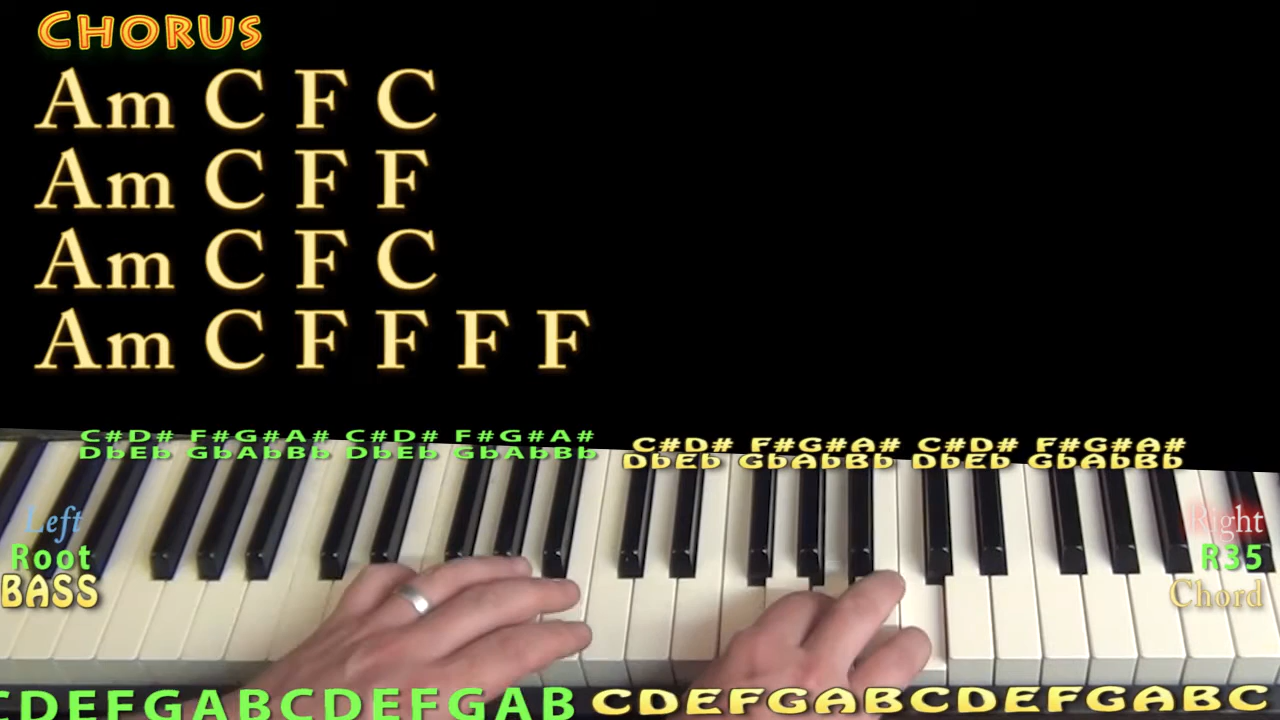 CHORUS
Am C F C
Am C F F
Am C F C
Am C F F F F
C#D# F#G#A# C#D# F#G#A# C#D# F#G#A# C#D# F#G#A#
DbEb GbAbBb DbEb GbAbBb DbEb GbAbBb DbEb GbAbBb
Left
Root
BASS
Right
R35
Chord
CDEFGABCDEFGAB CDEFGABCDEFGABC